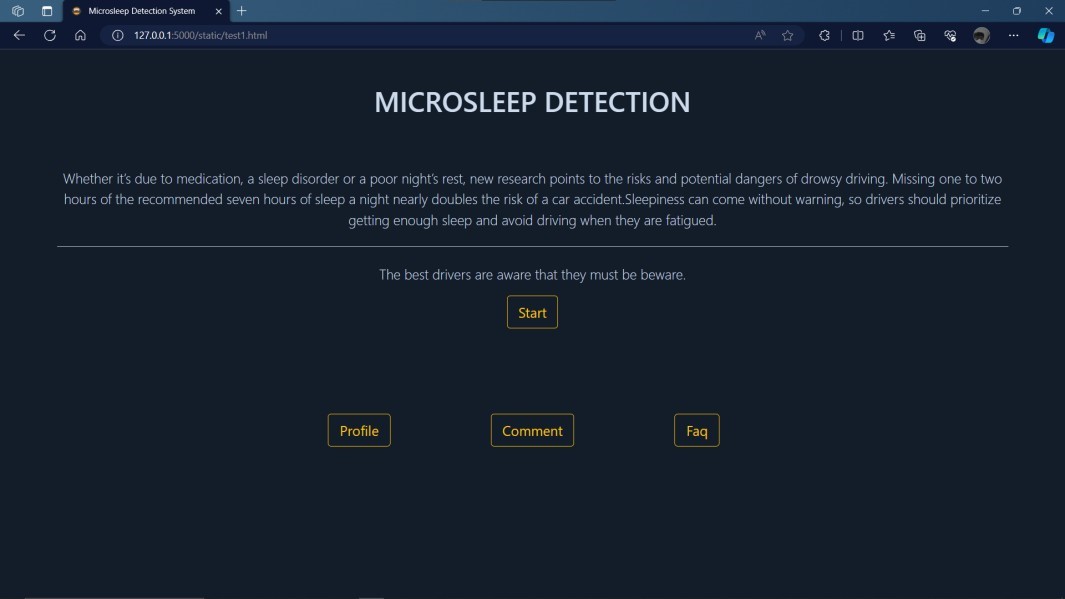 Microsleep Detection System
127.0.0.1:5000/static/test1.html
MICROSLEEP DETECTION
Whether it's due to medication, a sleep disorder or a poor night's rest, new research points to the risks and potential dangers of drowsy driving. Missing one to two
hours of the recommended seven hours of sleep a night nearly doubles the risk of a car accident.Sleepiness can come without warning, so drivers should prioritize
getting enough sleep and avoid driving when they are fatigued.
The best drivers are aware that they must be beware.
Start
Profile Comment Faq